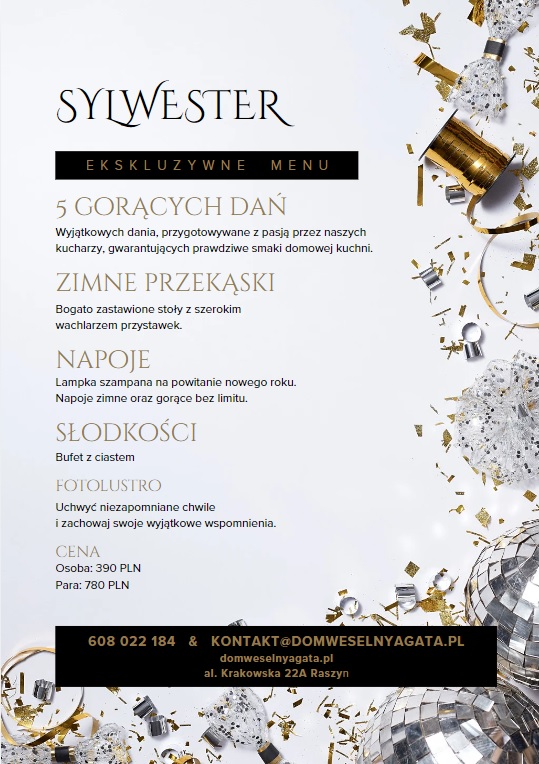 SYLWESTER
EKSKLUZYWNE MENU
5 GORĄCYCH DAŃ
Wyjątkowych dania, przygotowywane z pasją przez naszych
kucharzy, gwarantujących prawdziwe smaki domowej kuchni.
ZIMNE PRZEKĄSKI
Bogato zastawione stoły z szerokim
wachlarzem przystawek.
NAPOJE
Lampka szampana na powitanie nowego roku.
Napoje zimne oraz gorące bez limitu.
SŁODKOŚCI
Bufet z ciastem
FOTOLUSTRO
Uchwyć niezapomniane chwile
i zachowaj swoje wyjątkowe wspomnienia.
CENA
Osoba: 390 PLN
Para: 780 PLN
608 022 184 & KONTAKT@DOMWESELNYAGATA.PL
domweselnyagata.pl
al. Krakowska 22A Raszyn